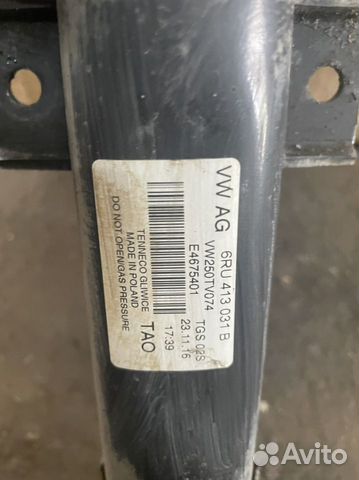 VW AG 6RU 413 031 B
VW250TV074 TGS 02S
E4675401 23.11.16
17:39
TENNECO GLIWICE TAO
MADE IN POLAND
DO NOT OPEN/GAS PRESSURE
Avito